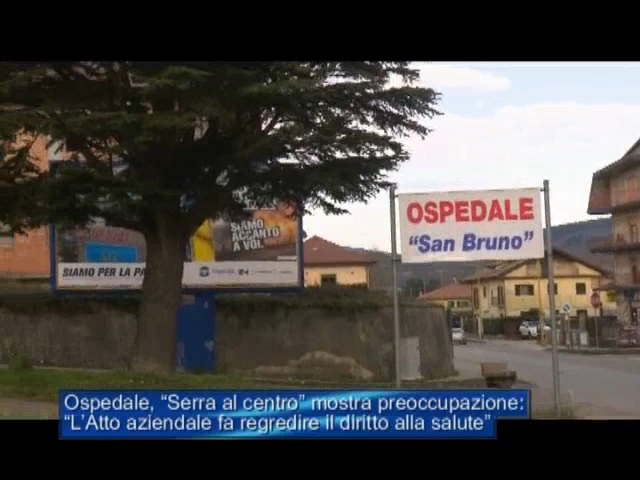 OSPEDALE
“San Bruno”
SIAMO
ACCANTO
A VOI.
SIAMO PER LA PA
Ospedale, “Serra al centro” mostra preoccupazione:
“L’Atto aziendale fa regredire il diritto alla salute”